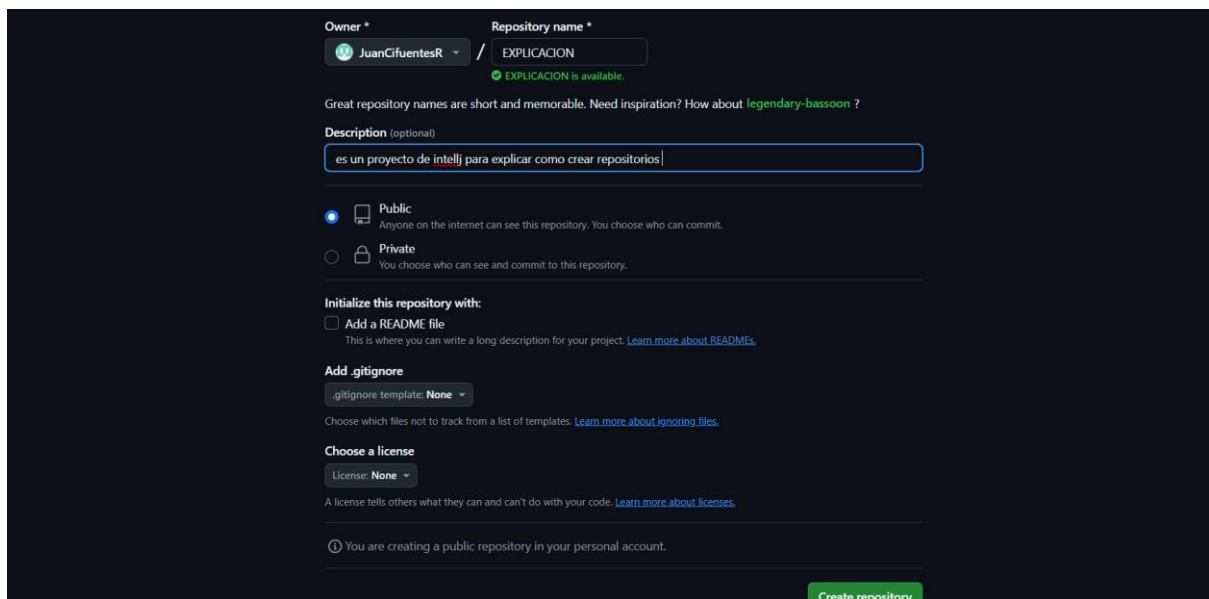 Owner * Repository name *
JuanCifuentesR / EXPLICACION
EXPLICACION is available.
Great repository names are short and memorable. Need inspiration? How about legendary-bassoon ?
Description (optional)
es un proyecto de intellj para explicar como crear repositorios
Public
Anyone on the internet can see this repository. You choose who can commit.
Private
You choose who can see and commit to this repository.
Initialize this repository with:
Add a README file
This is where you can write a long description for your project. Learn more about READMEs.
Add .gitignore
.gitignore template: None
Choose which files not to track from a list of templates. Learn more about ignoring files.
Choose a license
License: None
A license tells others what they can and can't do with your code. Learn more about licenses.
You are creating a public repository in your personal account.
Create repository